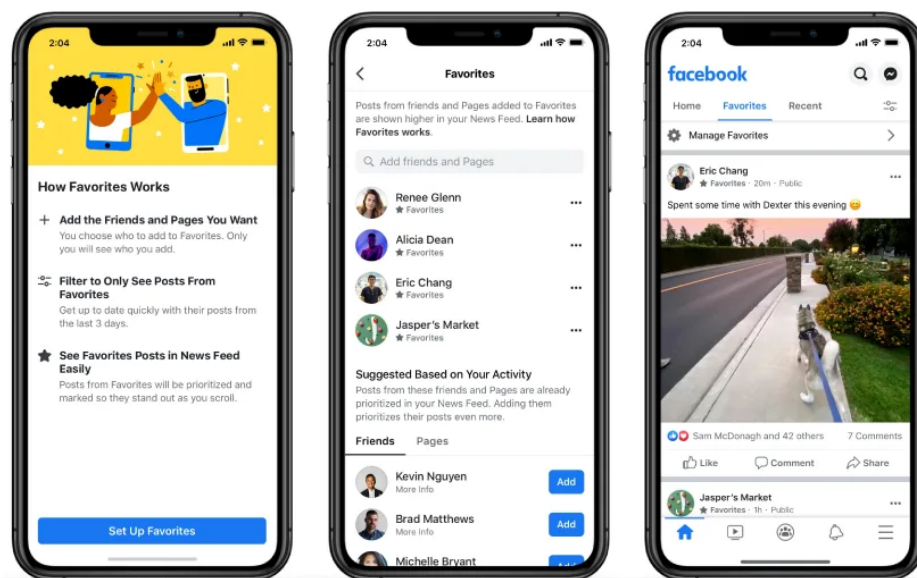 2:04
How Favorites Works
Add the Friends and Pages You Want
You choose who to add to Favorites. Only
you will see who you add.
Filter to Only See Posts From
Favorites
Get up to date quickly with their posts from
the last 3 days.
See Favorites Posts in News Feed
Easily
Posts from Favorites will be prioritized and
marked so they stand out as you scroll.
Set Up Favorites
2:04
Favorites
Posts from friends and Pages added to Favorites
are shown higher in your News Feed. Learn how
Favorites works.
Add friends and Pages
Renee Glenn
Favorites
Alicia Dean
Favorites
Eric Chang
Favorites
Jasper's Market
Favorites
Suggested Based on Your Activity
Posts from these friends and Pages are already
prioritized in your News Feed. Adding them
prioritizes their posts even more.
Friends Pages
Kevin Nguyen
More Info
Add
Brad Matthews
More Info
Add
Michelle Bryant
Add
2:04
facebook
Home Favorites Recent
Manage Favorites
Eric Chang
Favorites · 20m · Public
Spent some time with Dexter this evening 😊
Sam McDonagh and 42 others 7 Comments
Like Comment Share
Jasper's Market
Favorites · 1h · Public